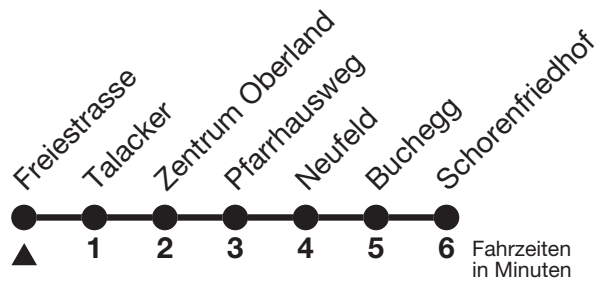 Freiestrasse
Talacker
Zentrum Oberland
Pfarrhausweg
Neufeld
Buchegg
Schorenfriedhof
1 2 3 4 5 6 Fahrzeiten
in Minuten